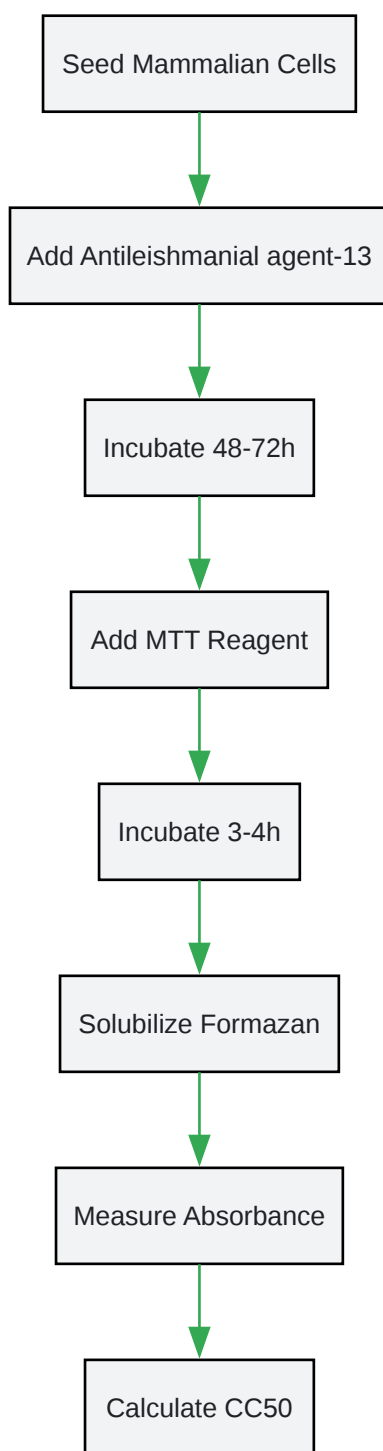 Seed Mammalian Cells
Add Antileishmanial agent-13
Incubate 48-72h
Add MTT Reagent
Incubate 3-4h
Solubilize Formazan
Measure Absorbance
Calculate CC50